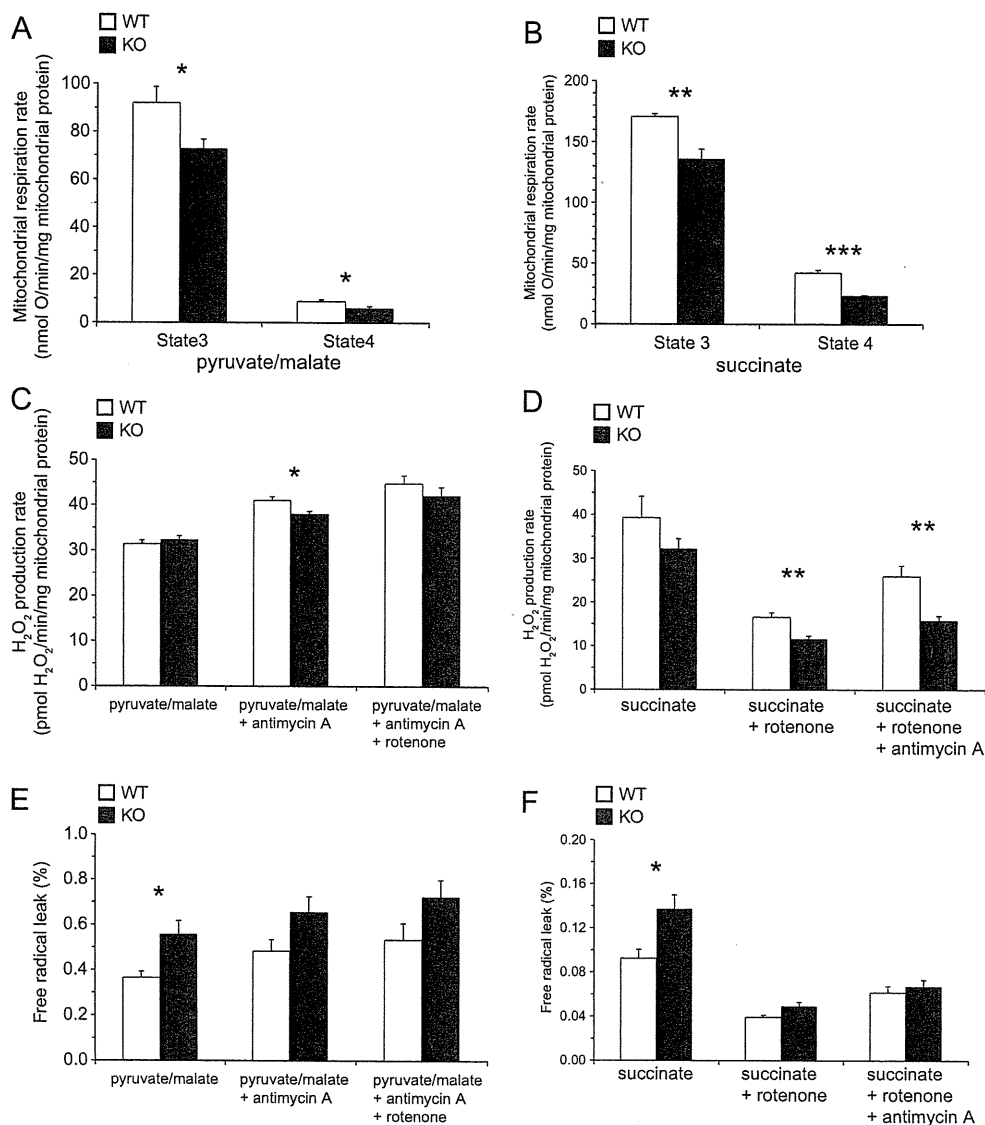 A
WT
KO
*
*
Mitochondrial respiration rate
(nmol O/min/mg mitochondrial protein)
100
80
60
40
20
0
State3
State4
pyruvate/malate
B
WT
KO
**
***
Mitochondrial respiration rate
(nmol O/min/mg mitochondrial protein)
200
150
100
50
0
State 3
State 4
succinate
C
WT
KO
*
H₂O₂ production rate
(pmol H₂O₂/min/mg mitochondrial protein)
50
40
30
20
10
0
pyruvate/malate
pyruvate/malate
+ antimycin A
pyruvate/malate
+ antimycin A
+ rotenone
D
WT
KO
**
**
H₂O₂ production rate
(pmol H₂O₂/min/mg mitochondrial protein)
50
40
30
20
10
0
succinate
succinate
+ rotenone
succinate
+ rotenone
+ antimycin A
E
WT
KO
*
Free radical leak (%)
1.0
0.8
0.6
0.4
0.2
0.0
pyruvate/malate
pyruvate/malate
+ antimycin A
pyruvate/malate
+ antimycin A
+ rotenone
F
WT
KO
*
Free radical leak (%)
0.20
0.16
0.12
0.08
0.04
0.00
succinate
succinate
+ rotenone
succinate
+ rotenone
+ antimycin A